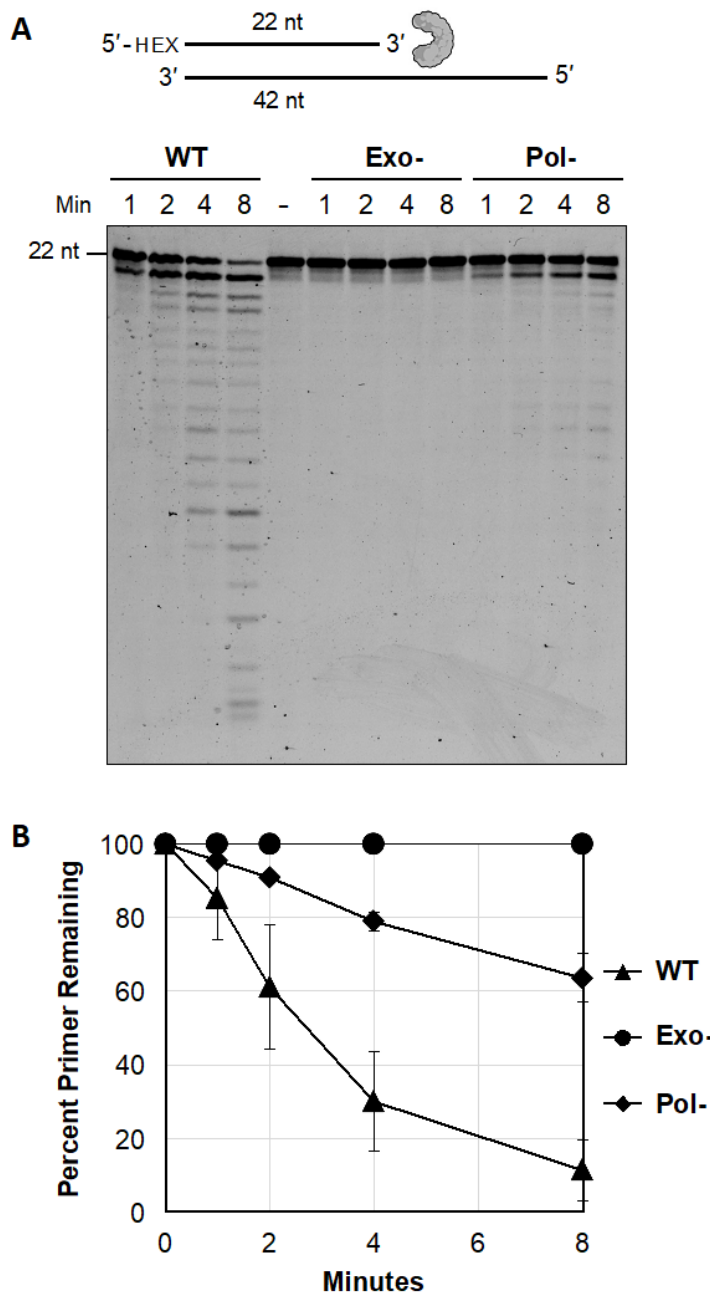 A
22 nt
5′-HEX 3′
3′ 5′
42 nt
WT Exo- Pol-
Min 1 2 4 8 - 1 2 4 8 1 2 4 8
22 nt
B
100
80
60
40
20
0
Percent Primer Remaining
0 2 4 6 8
Minutes
WT
Exo-
Pol-